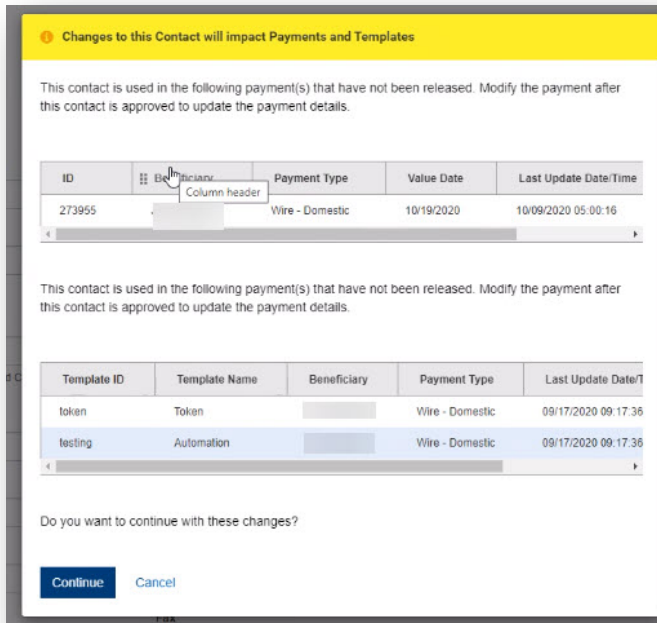 Changes to this Contact will impact Payments and Templates
This contact is used in the following payment(s) that have not been released. Modify the payment after
this contact is approved to update the payment details.
ID Beneficiary Payment Type Value Date Last Update Date/Time
Column header
273955 Wire - Domestic 10/19/2020 10/09/2020 05:00:16
This contact is used in the following payment(s) that have not been released. Modify the payment after
this contact is approved to update the payment details.
Template ID Template Name Beneficiary Payment Type Last Update Date/T
token Token Wire - Domestic 09/17/2020 09:17:36
testing Automation Wire - Domestic 09/17/2020 09:17:36
Do you want to continue with these changes?
Continue Cancel
Fax